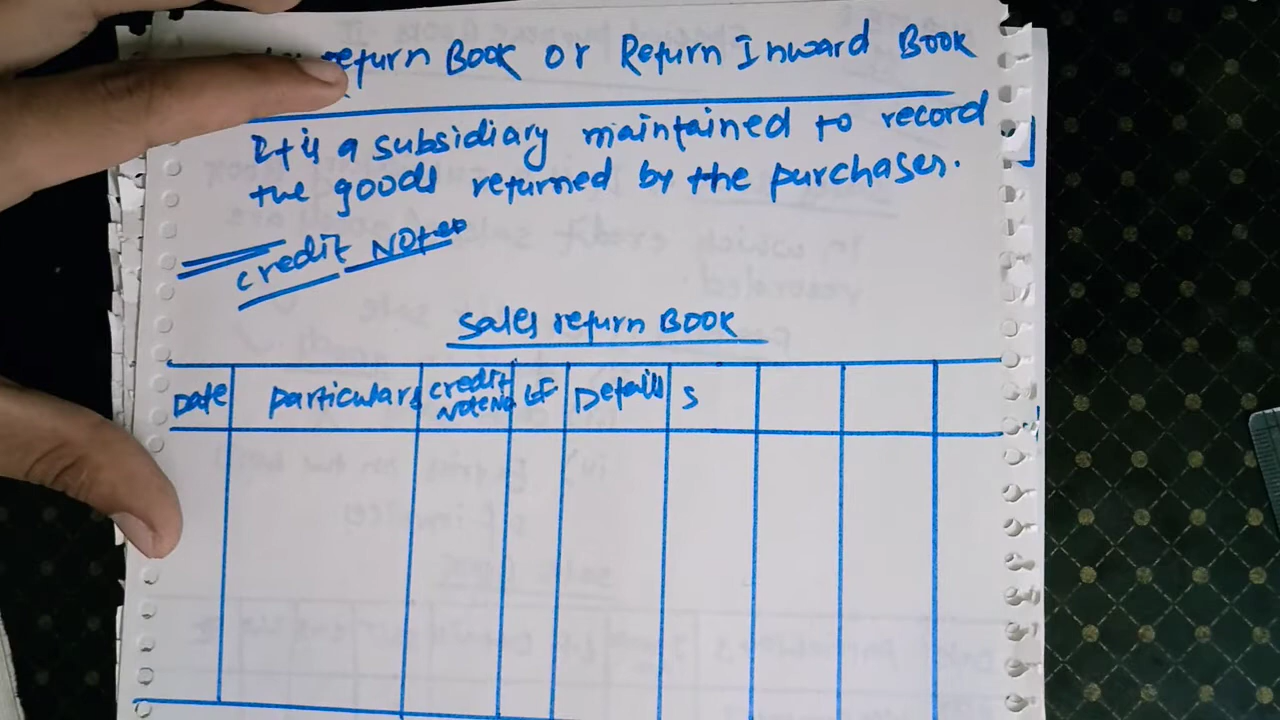 return Book or Return Inward Book
It is a subsidiary maintained to record
the goods returned by the purchases.
credit Notes
Sales return Book
Date Particulars credit Note No LF Details S